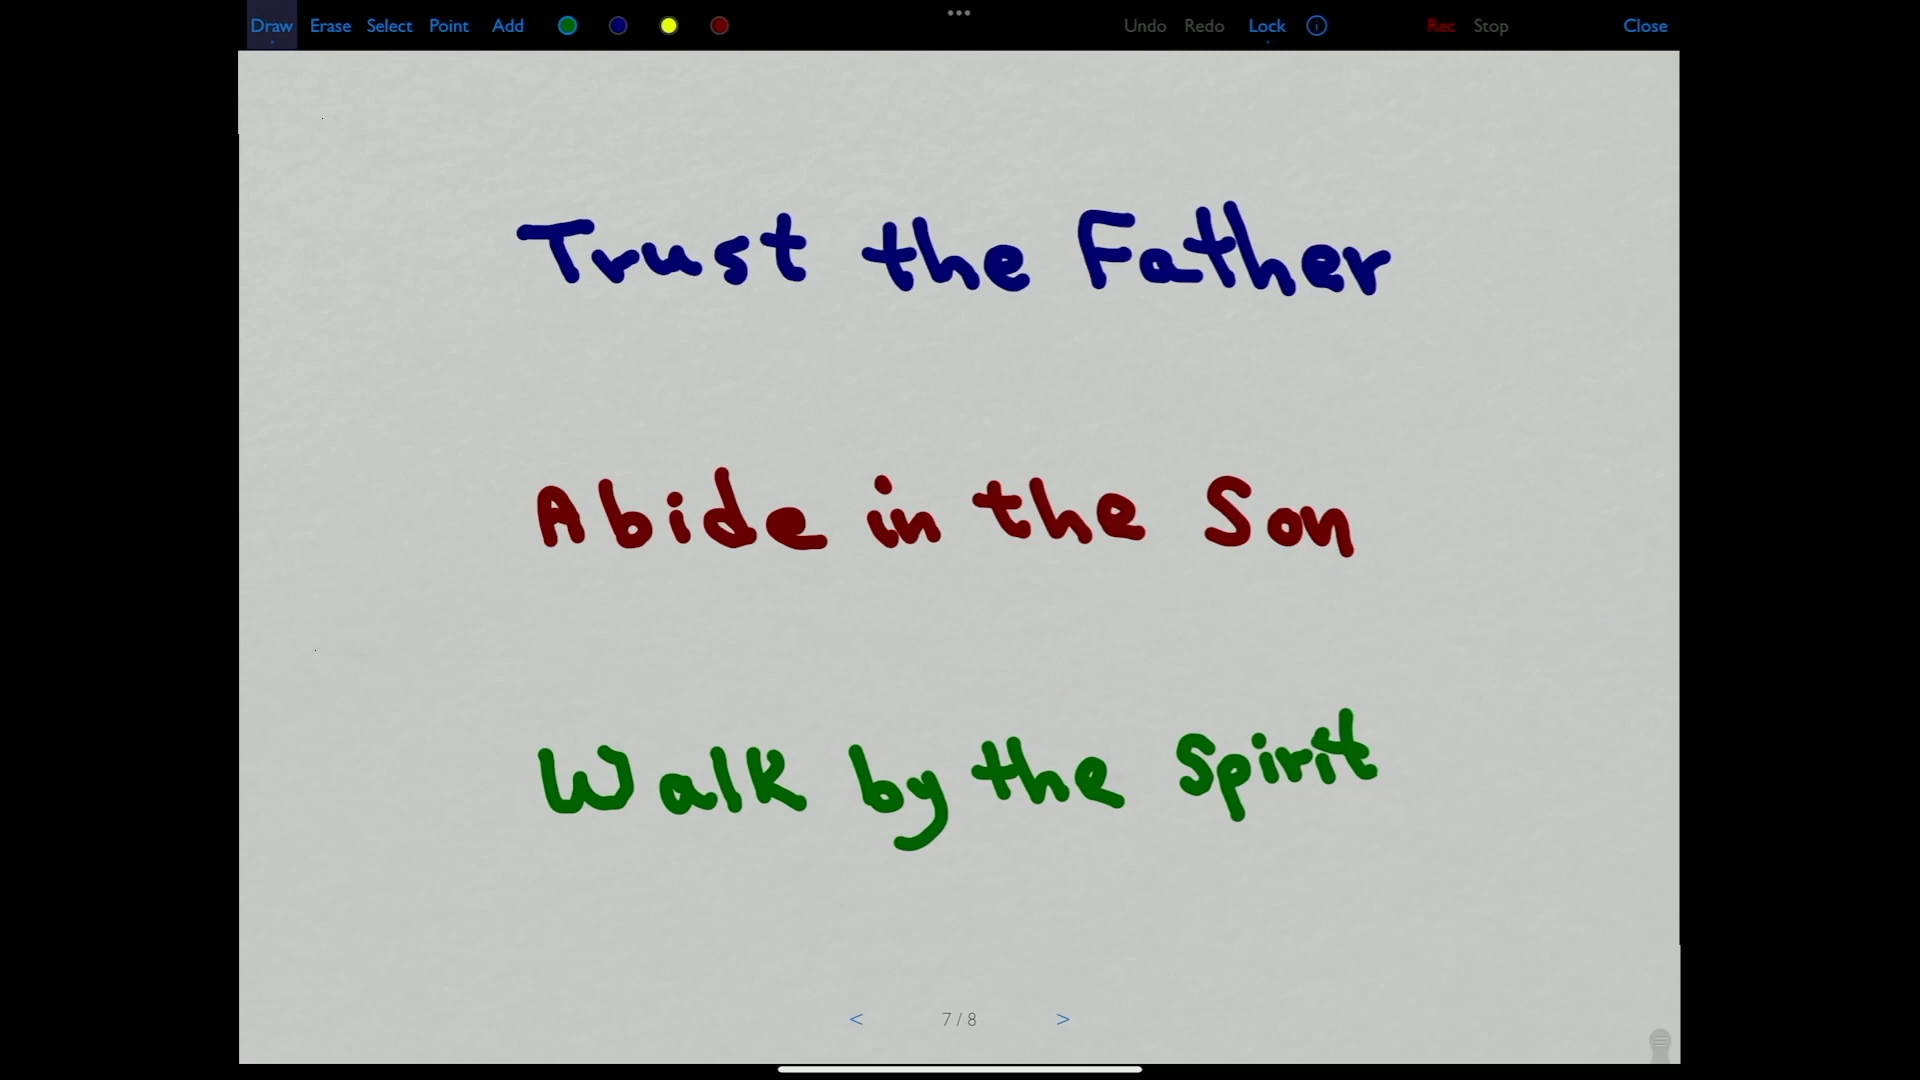 Draw Erase Select Point Add Undo Redo Lock Rec Stop Close
Trust the Father
Abide in the Son
Walk by the Spirit
< 7 / 8 >